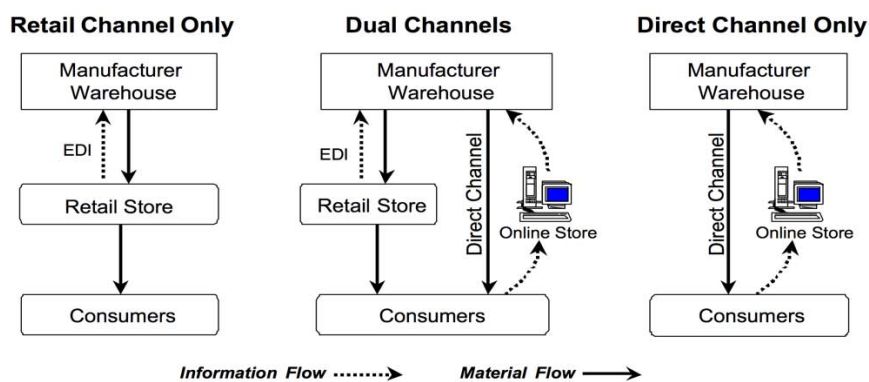 Retail Channel Only
Manufacturer
Warehouse
EDI
Retail Store
Consumers
Dual Channels
Manufacturer
Warehouse
EDI
Retail Store
Direct Channel
Online Store
Consumers
Direct Channel Only
Manufacturer
Warehouse
Direct Channel
Online Store
Consumers
Information Flow
Material Flow